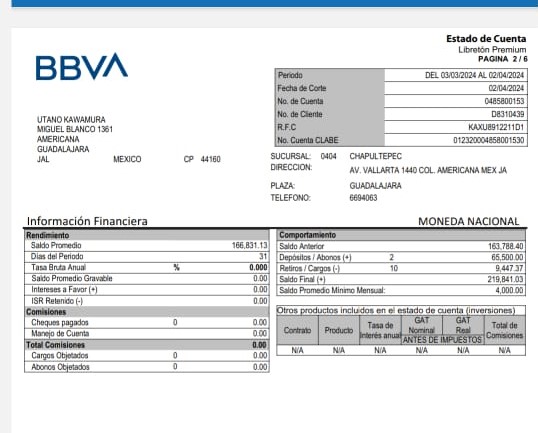 Estado de Cuenta
Libretón Premium
PAGINA 2 / 6
BBVA
Periodo DEL 03/03/2024 AL 02/04/2024
Fecha de Corte 02/04/2024
No. de Cuenta 0485800153
No. de Cliente D8310439
R.F.C KAXU8912211D1
No. Cuenta CLABE 012320004858001530
UTANO KAWAMURA
MIGUEL BLANCO 1361
AMERICANA
GUADALAJARA
JAL MEXICO CP 44160
SUCURSAL: 0404 CHAPULTEPEC
DIRECCION: AV. VALLARTA 1440 COL. AMERICANA MEX JA
PLAZA: GUADALAJARA
TELEFONO: 6694063
Información Financiera MONEDA NACIONAL
Rendimiento
Saldo Promedio 166,831.13
Días del Periodo 31
Tasa Bruta Anual % 0.000
Saldo Promedio Gravable 0.00
Intereses a Favor (+) 0.00
ISR Retenido (-) 0.00
Comisiones
Cheques pagados 0 0.00
Manejo de Cuenta 0.00
Total Comisiones 0.00
Cargos Objetados 0 0.00
Abonos Objetados 0 0.00
Comportamiento
Saldo Anterior 163,788.40
Depósitos / Abonos (+) 2 65,500.00
Retiros / Cargos (-) 10 9,447.37
Saldo Final (+) 219,841.03
Saldo Promedio Mínimo Mensual: 4,000.00
Otros productos incluidos en el estado de cuenta (inversiones)
Contrato Producto Tasa de Interés anual GAT Nominal GAT Real Total de Comisiones
ANTES DE IMPUESTOS
N/A N/A N/A N/A N/A N/A